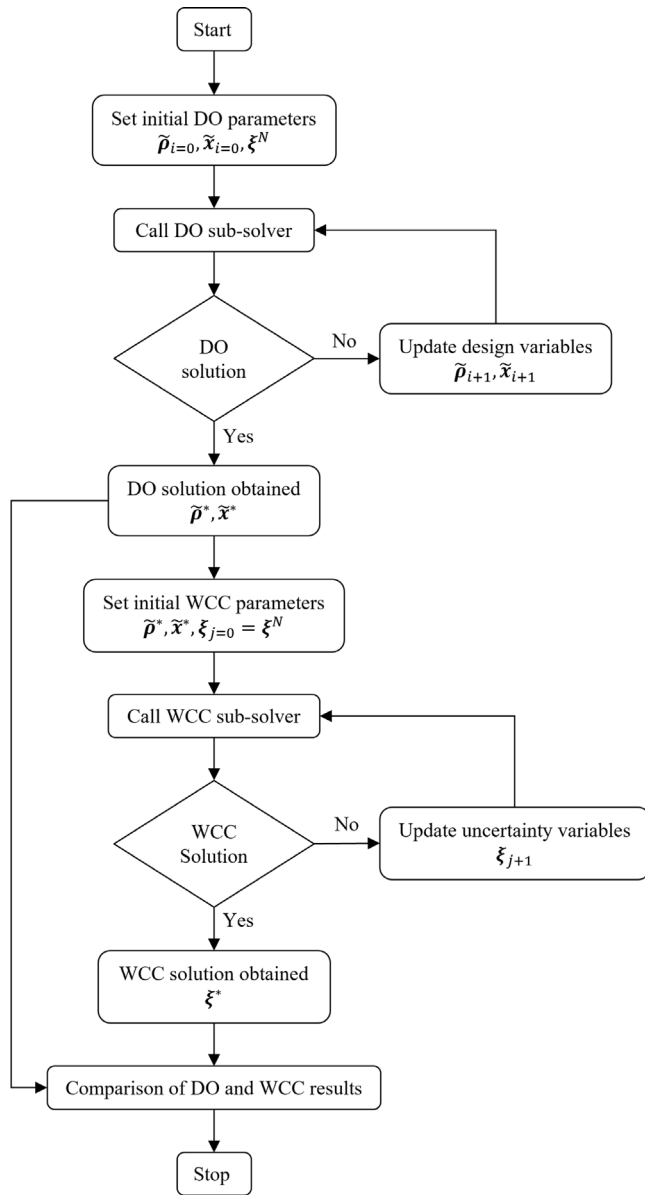 Start
Set initial DO parameters
ρ̃ᵢ₌₀, x̃ᵢ₌₀, ξᴺ
Call DO sub-solver
DO
solution
No
Update design variables
ρ̃ᵢ₊₁, x̃ᵢ₊₁
Yes
DO solution obtained
ρ̃*, x̃*
Set initial WCC parameters
ρ̃*, x̃*, ξⱼ₌₀ = ξᴺ
Call WCC sub-solver
WCC
Solution
No
Update uncertainty variables
ξⱼ₊₁
Yes
WCC solution obtained
ξ*
Comparison of DO and WCC results
Stop